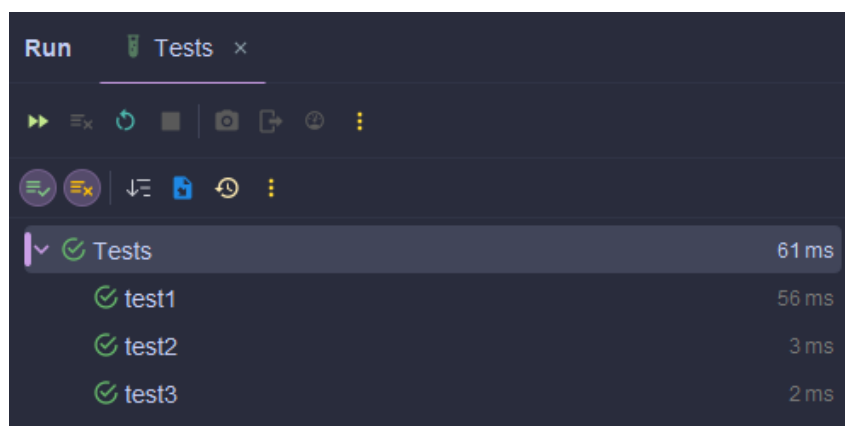 Run Tests ×
Tests 61 ms
test1 56 ms
test2 3 ms
test3 2 ms